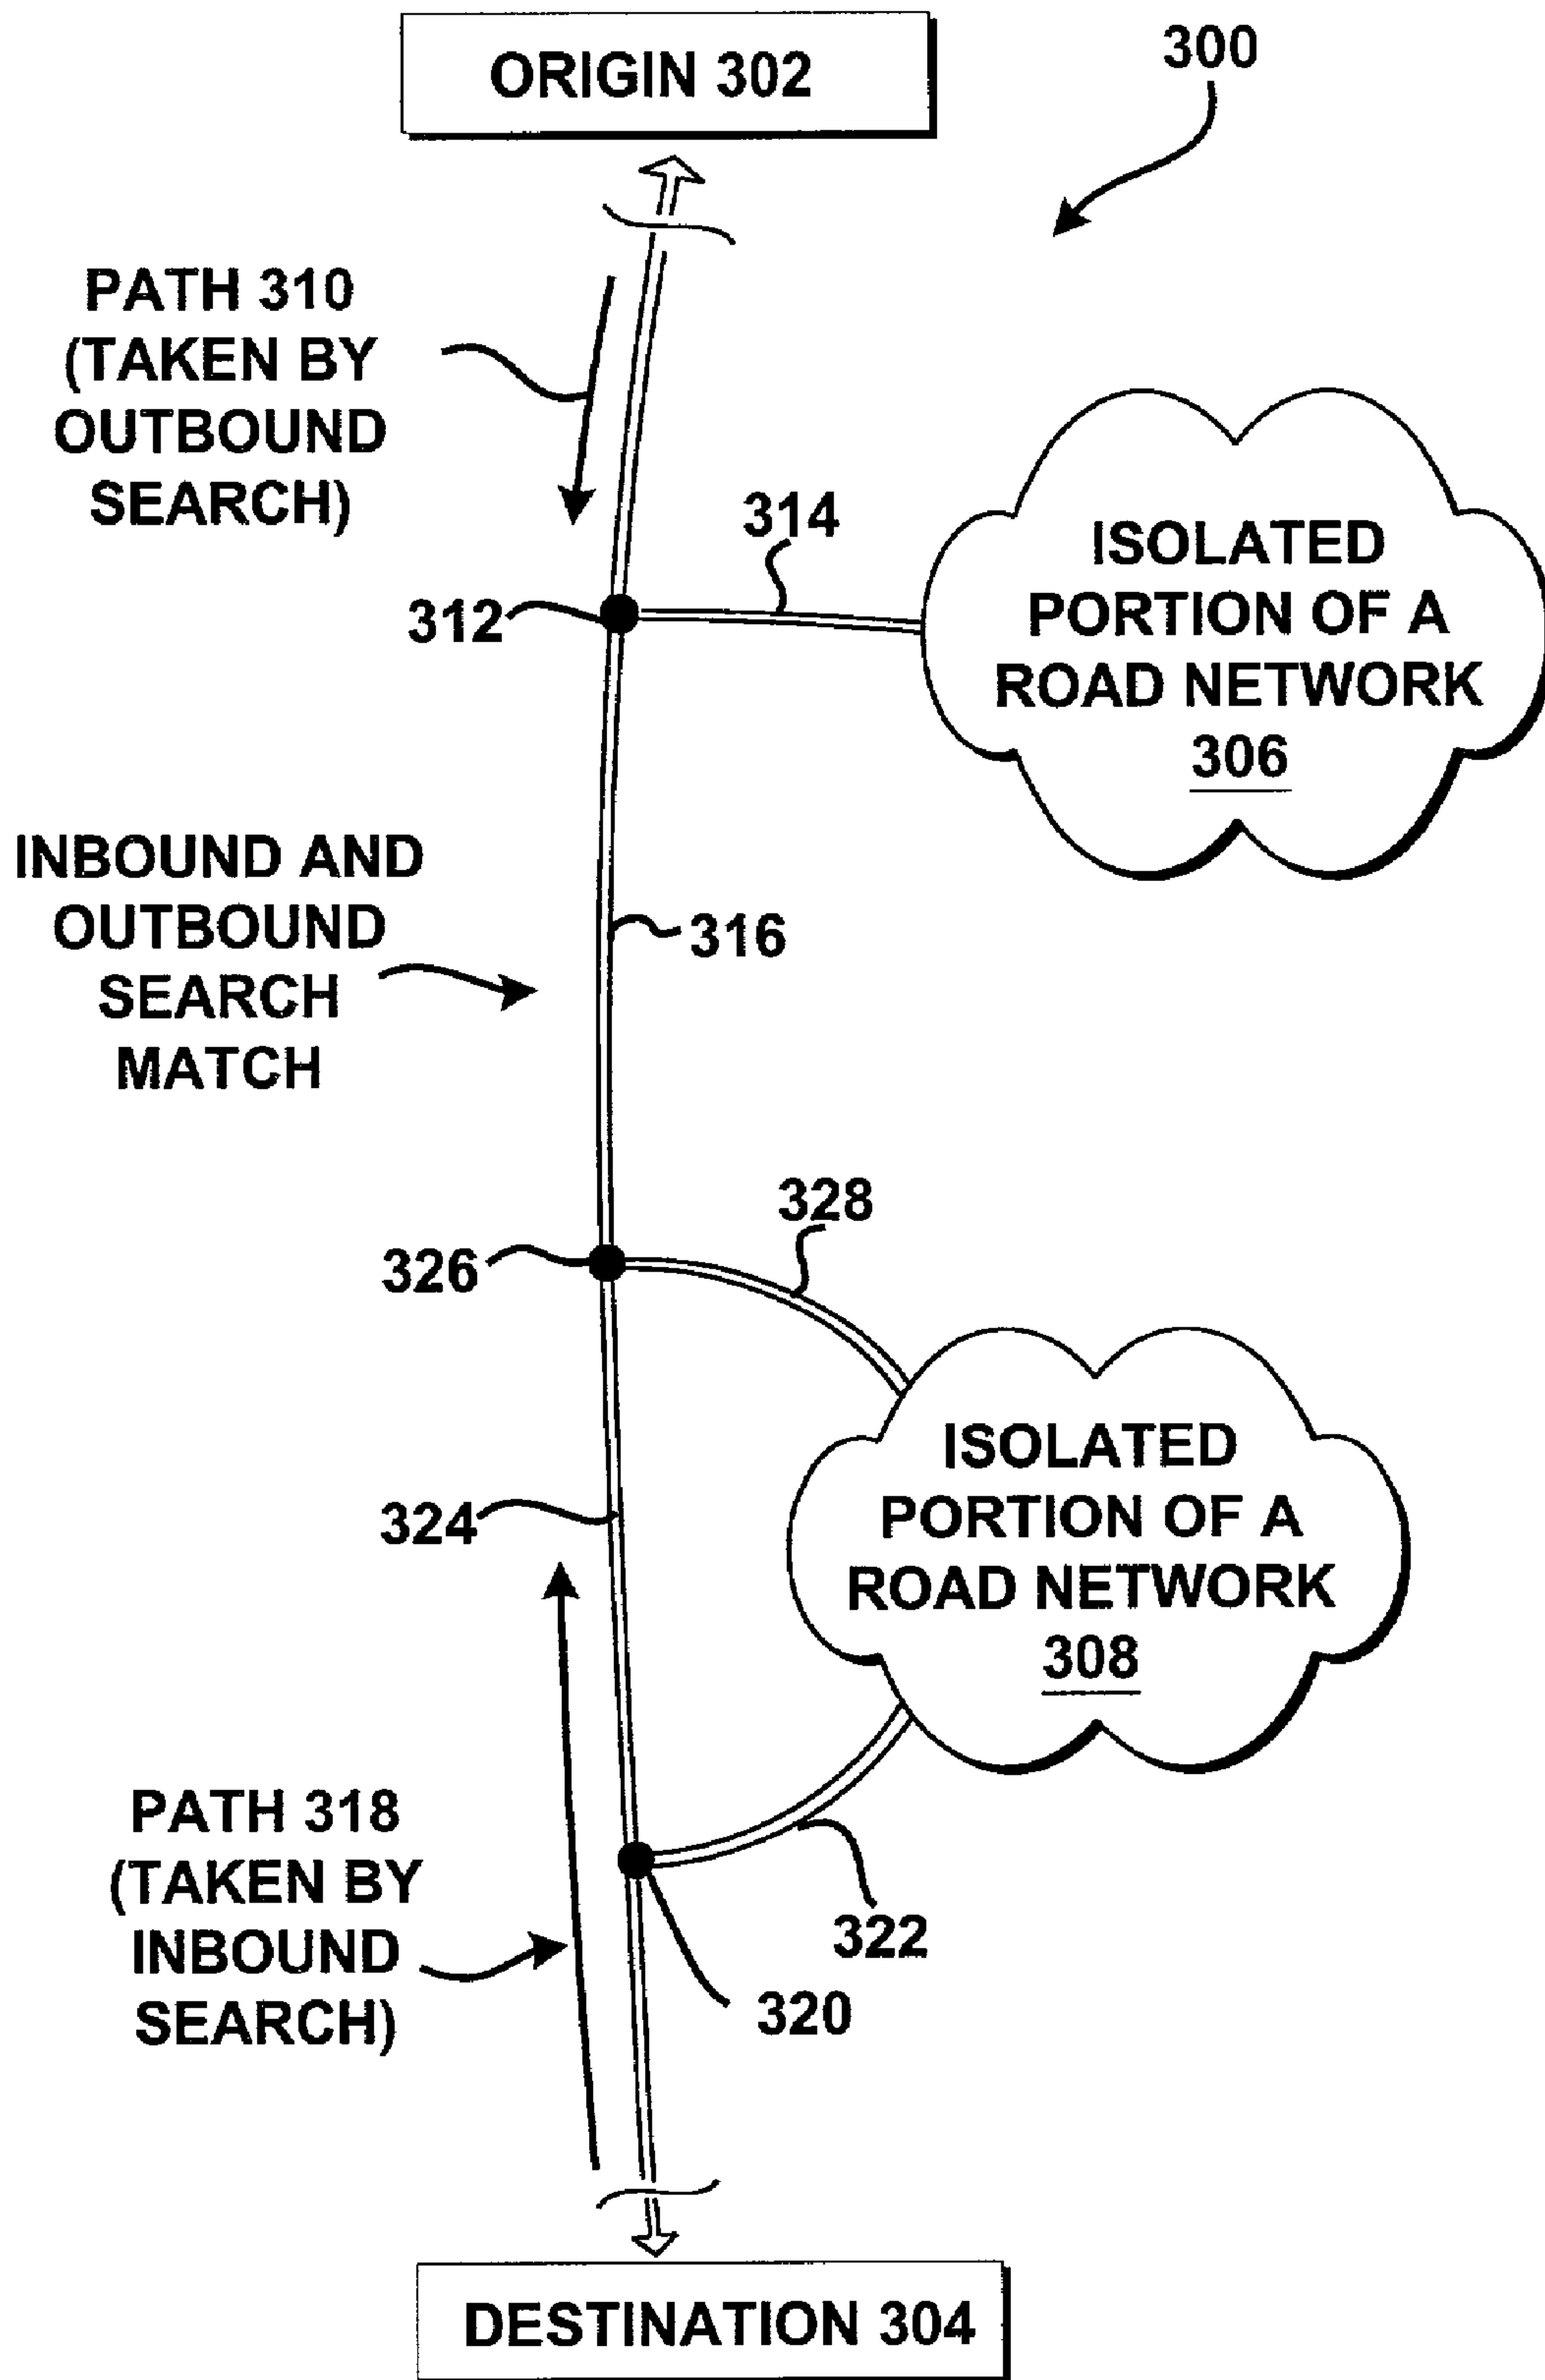 ORIGIN 302
300
PATH 310
(TAKEN BY
OUTBOUND
SEARCH)
314
312
ISOLATED
PORTION OF A
ROAD NETWORK
306
INBOUND AND
OUTBOUND
SEARCH
MATCH
316
328
326
324
ISOLATED
PORTION OF A
ROAD NETWORK
308
PATH 318
(TAKEN BY
INBOUND
SEARCH)
322
320
DESTINATION 304